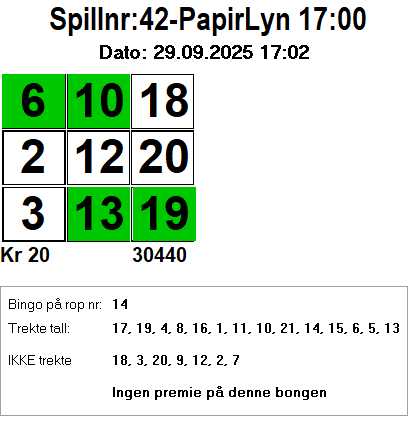 Spillnr:42-PapirLyn 17:00
Dato: 29.09.2025 17:02
6 10 18
2 12 20
3 13 19
Kr 20 30440
Bingo på rop nr: 14
Trekte tall: 17, 19, 4, 8, 16, 1, 11, 10, 21, 14, 15, 6, 5, 13
IKKE trekte 18, 3, 20, 9, 12, 2, 7
Ingen premie på denne bongen